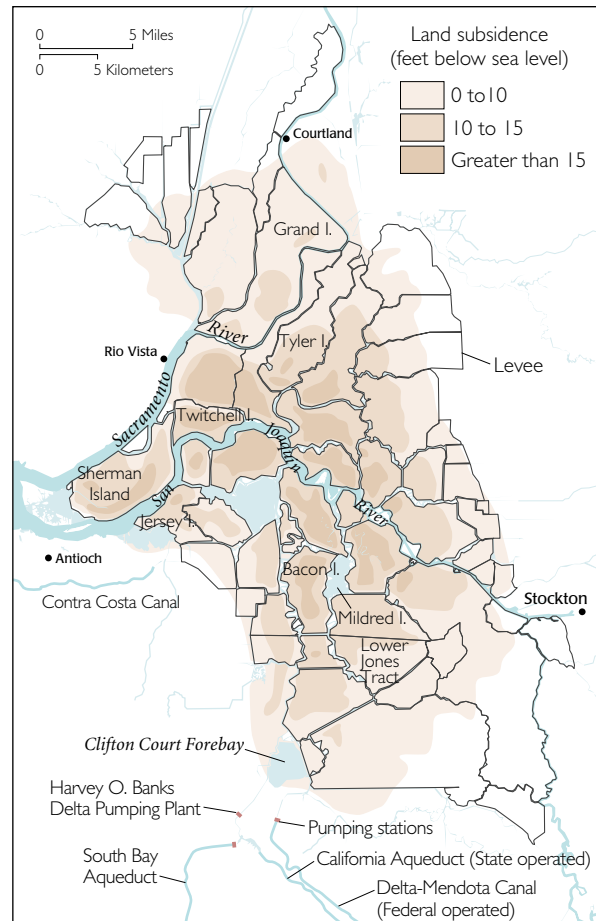 0 5 Miles
0 5 Kilometers
Land subsidence
(feet below sea level)
0 to10
10 to 15
Greater than 15
Courtland
Grand I.
River
Tyler I.
Rio Vista
Levee
Sacramento
Twitchell I.
Joaquin
Sherman
Island
San
Jersey I.
River
Antioch
Bacon I.
Contra Costa Canal
Stockton
Mildred I.
Lower
Jones
Tract
Clifton Court Forebay
Harvey O. Banks
Delta Pumping Plant
Pumping stations
South Bay
Aqueduct
California Aqueduct (State operated)
Delta-Mendota Canal
(Federal operated)